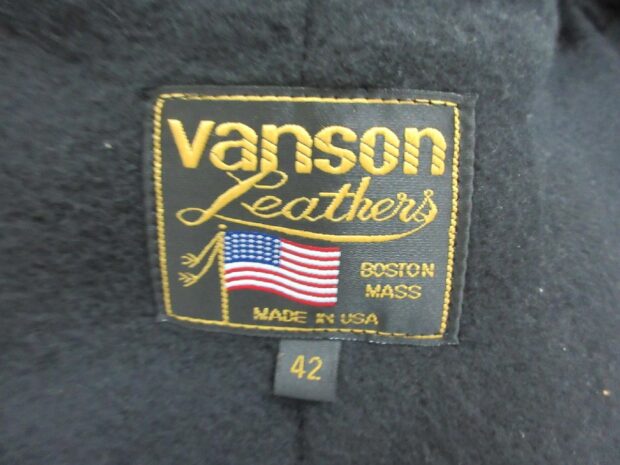 vanson
Leathers
BOSTON
MASS
MADE IN USA
42